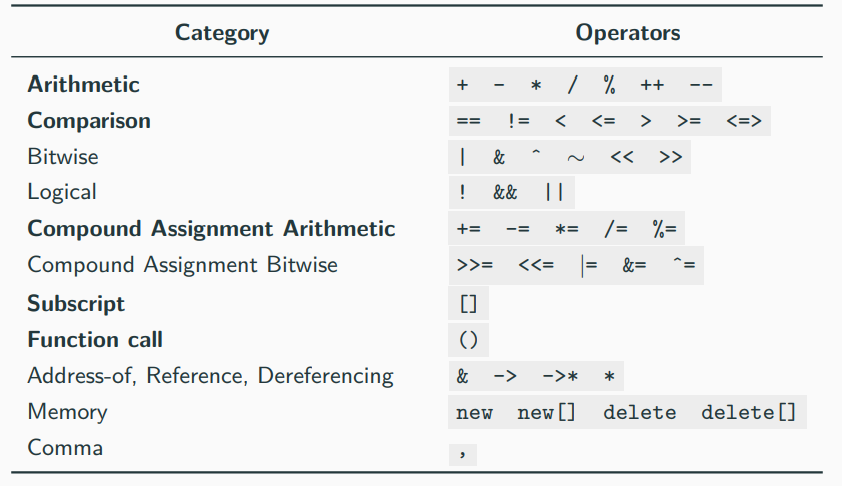 Category Operators
Arithmetic + - * / % ++ --
Comparison == != < <= > >= <=>
Bitwise | & ^ ~ << >>
Logical ! && ||
Compound Assignment Arithmetic += -= *= /= %=
Compound Assignment Bitwise >>= <<= |= &= ^=
Subscript []
Function call ()
Address-of, Reference, Dereferencing & -> ->* *
Memory new new[] delete delete[]
Comma ,